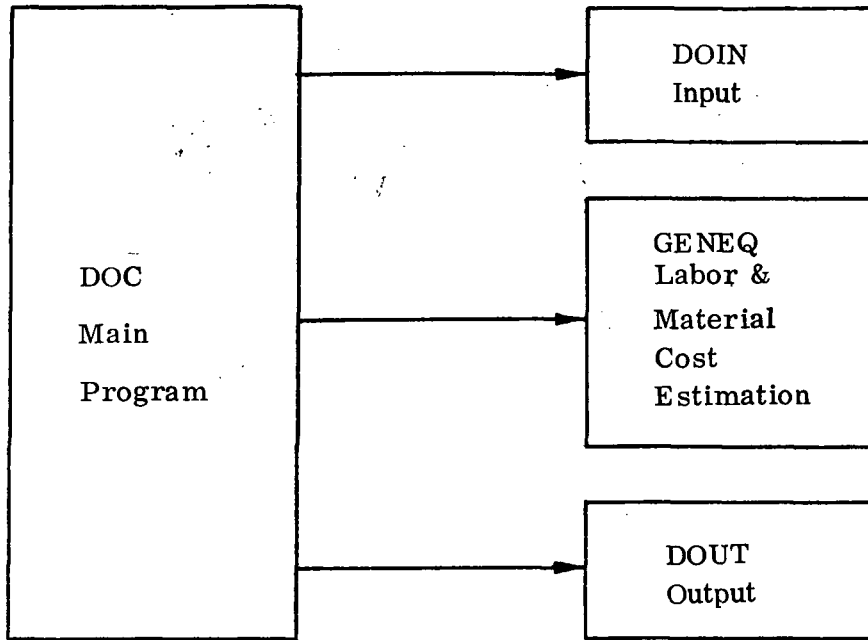 DOC
Main
Program
DOIN
Input
GENEQ
Labor &
Material
Cost
Estimation
DOUT
Output